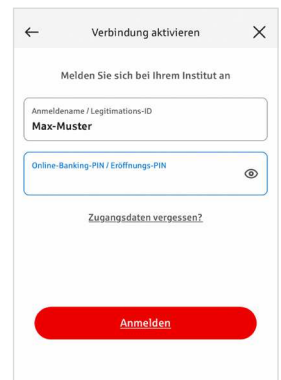 Verbindung aktivieren
Melden Sie sich bei Ihrem Institut an
Anmeldename / Legitimations-ID
Max-Muster
Online-Banking-PIN / Eröffnungs-PIN
Zugangsdaten vergessen?
Anmelden